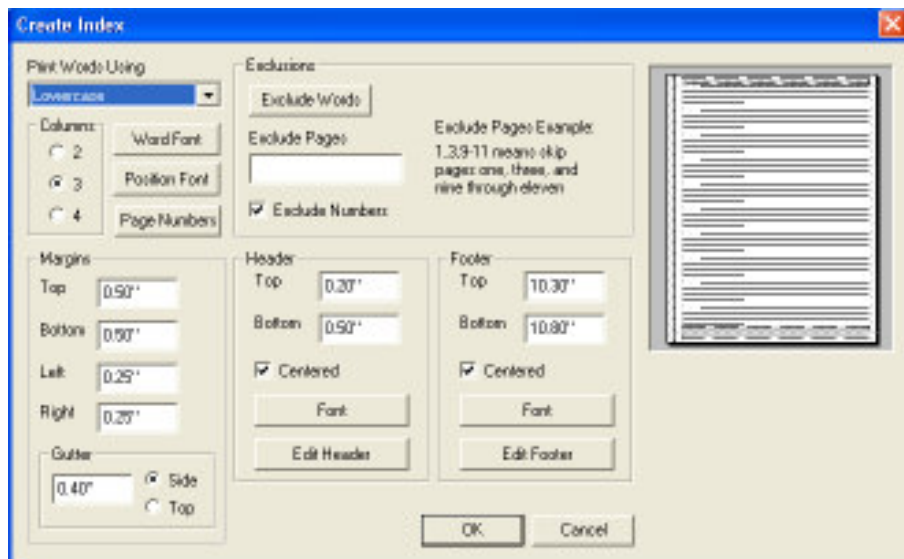 Create Index
Print Words Using
Lowercase
Columns
2
3
4
Word Font
Position Font
Page Numbers
Exclusions
Exclude Words
Exclude Pages
Exclude Numbers
Exclude Pages Example:
1,3,9-11 means skip
pages one, three, and
nine through eleven
Margins
Top 0.50"
Bottom 0.50"
Left 0.25"
Right 0.25"
Gutter
0.40"
Side
Top
Header
Top 0.20"
Bottom 0.50"
Centered
Font
Edit Header
Footer
Top 10.30"
Bottom 10.80"
Centered
Font
Edit Footer
OK
Cancel